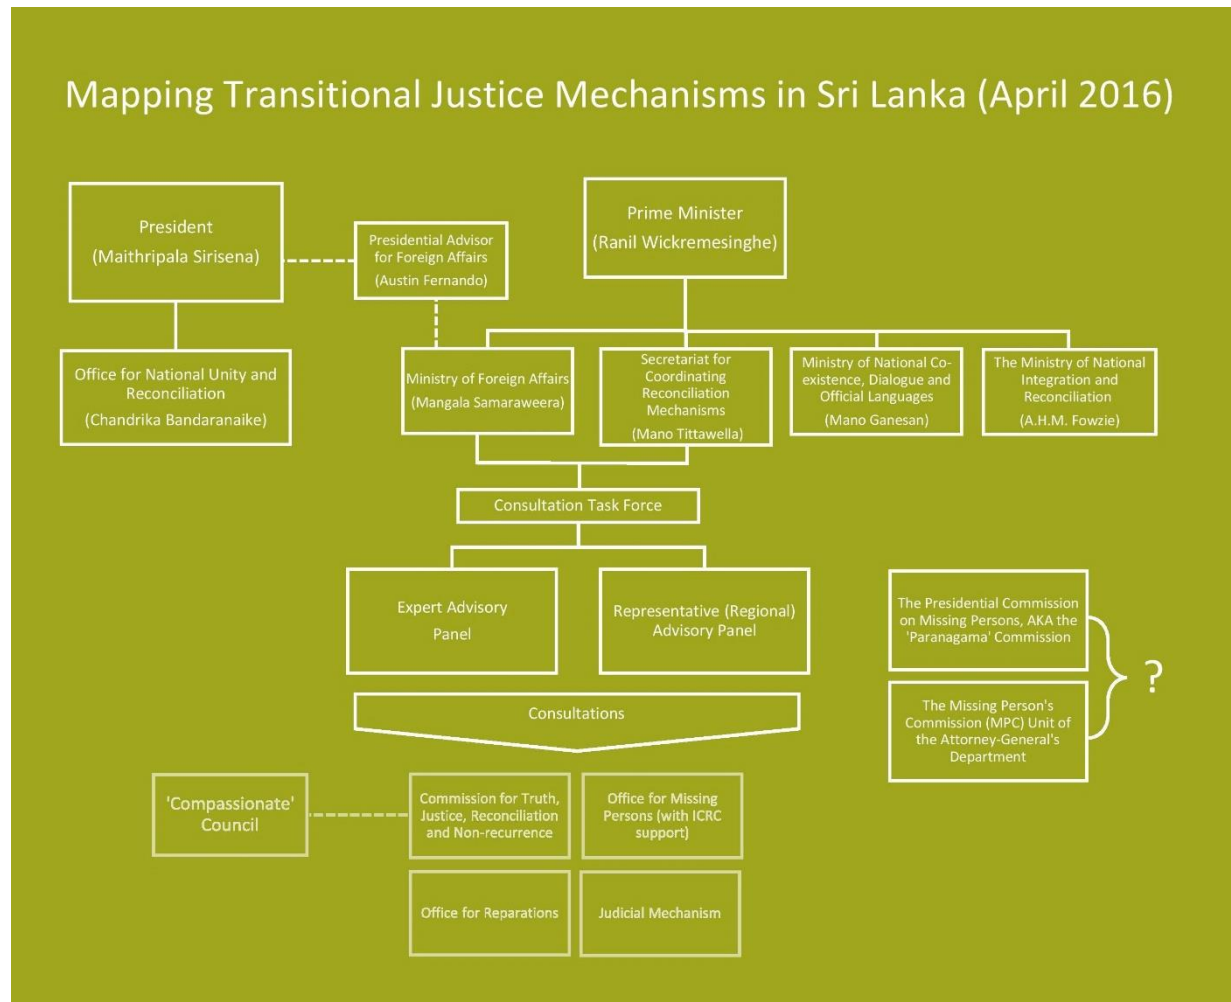 Mapping Transitional Justice Mechanisms in Sri Lanka (April 2016)
President
(Maithripala Sirisena)
Presidential Advisor
for Foreign Affairs
(Austin Fernando)
Prime Minister
(Ranil Wickremesinghe)
Office for National Unity and
Reconciliation
(Chandrika Bandaranaike)
Ministry of Foreign Affairs
(Mangala Samaraweera)
Secretariat for
Coordinating
Reconciliation
Mechanisms
(Mano Tittawella)
Ministry of National Co-
existence, Dialogue and
Official Languages
(Mano Ganesan)
The Ministry of National
Integration and
Reconciliation
(A.H.M. Fowzie)
Consultation Task Force
Expert Advisory
Panel
Representative (Regional)
Advisory Panel
The Presidential Commission
on Missing Persons, AKA the
'Paranagama' Commission
?
The Missing Person's
Commission (MPC) Unit of
the Attorney-General's
Department
Consultations
'Compassionate'
Council
Commission for Truth,
Justice, Reconciliation
and Non-recurrence
Office for Missing
Persons (with ICRC
support)
Office for Reparations
Judicial Mechanism